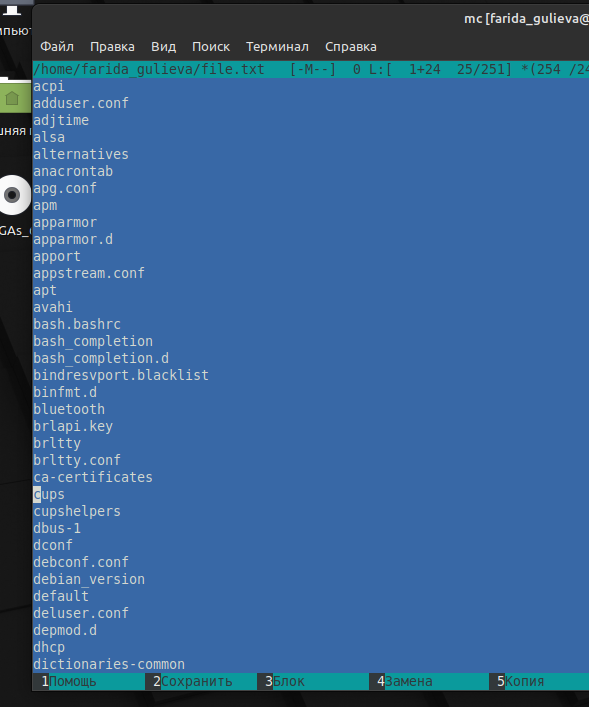 mc [farida_gulieva@
Файл Правка Вид Поиск Терминал Справка
/home/farida_gulieva/file.txt [-M--] 0 L:[ 1+24 25/251] *(254 /24
acpi
adduser.conf
adjtime
alsa
alternatives
anacrontab
apg.conf
apm
apparmor
apparmor.d
apport
appstream.conf
apt
avahi
bash.bashrc
bash_completion
bash_completion.d
bindresvport.blacklist
binfmt.d
bluetooth
brlapi.key
brltty
brltty.conf
ca-certificates
cups
cupshelpers
dbus-1
dconf
debconf.conf
debian_version
default
deluser.conf
depmod.d
dhcp
dictionaries-common
1Помощь 2Сохранить 3Блок 4Замена 5Копия